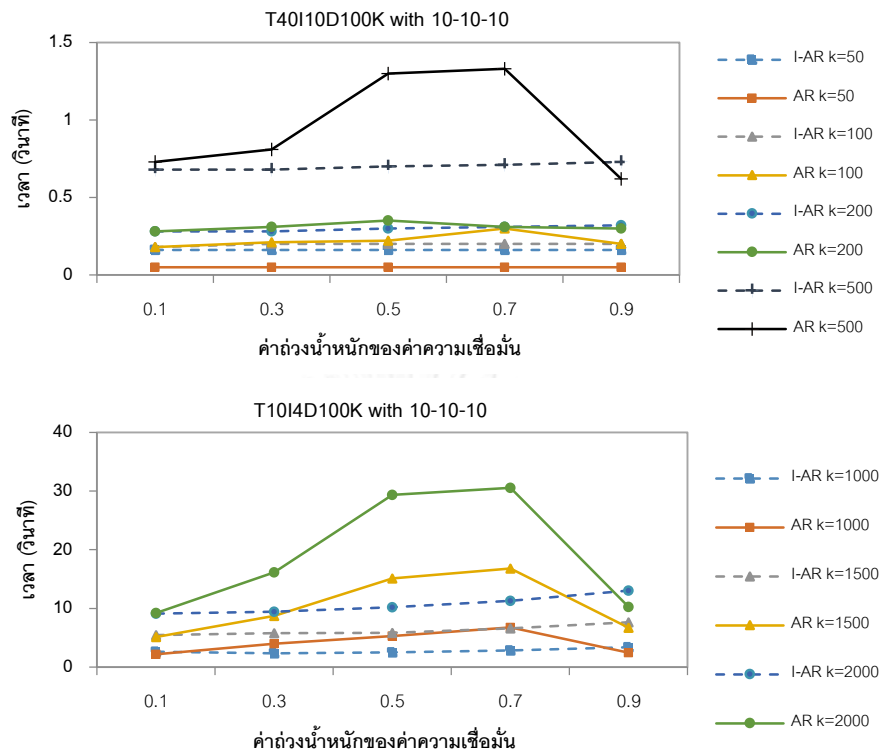 T40I10D100K with 10-10-10
1.5
1
0.5
0
เวลา (วินาที)
0.1 0.3 0.5 0.7 0.9
ค่าถ่วงน้ำหนักของค่าความเชื่อมั่น
I-AR k=50
AR k=50
I-AR k=100
AR k=100
I-AR k=200
AR k=200
I-AR k=500
AR k=500
T10I4D100K with 10-10-10
40
30
20
10
0
เวลา (วินาที)
0.1 0.3 0.5 0.7 0.9
ค่าถ่วงน้ำหนักของค่าความเชื่อมั่น
I-AR k=1000
AR k=1000
I-AR k=1500
AR k=1500
I-AR k=2000
AR k=2000